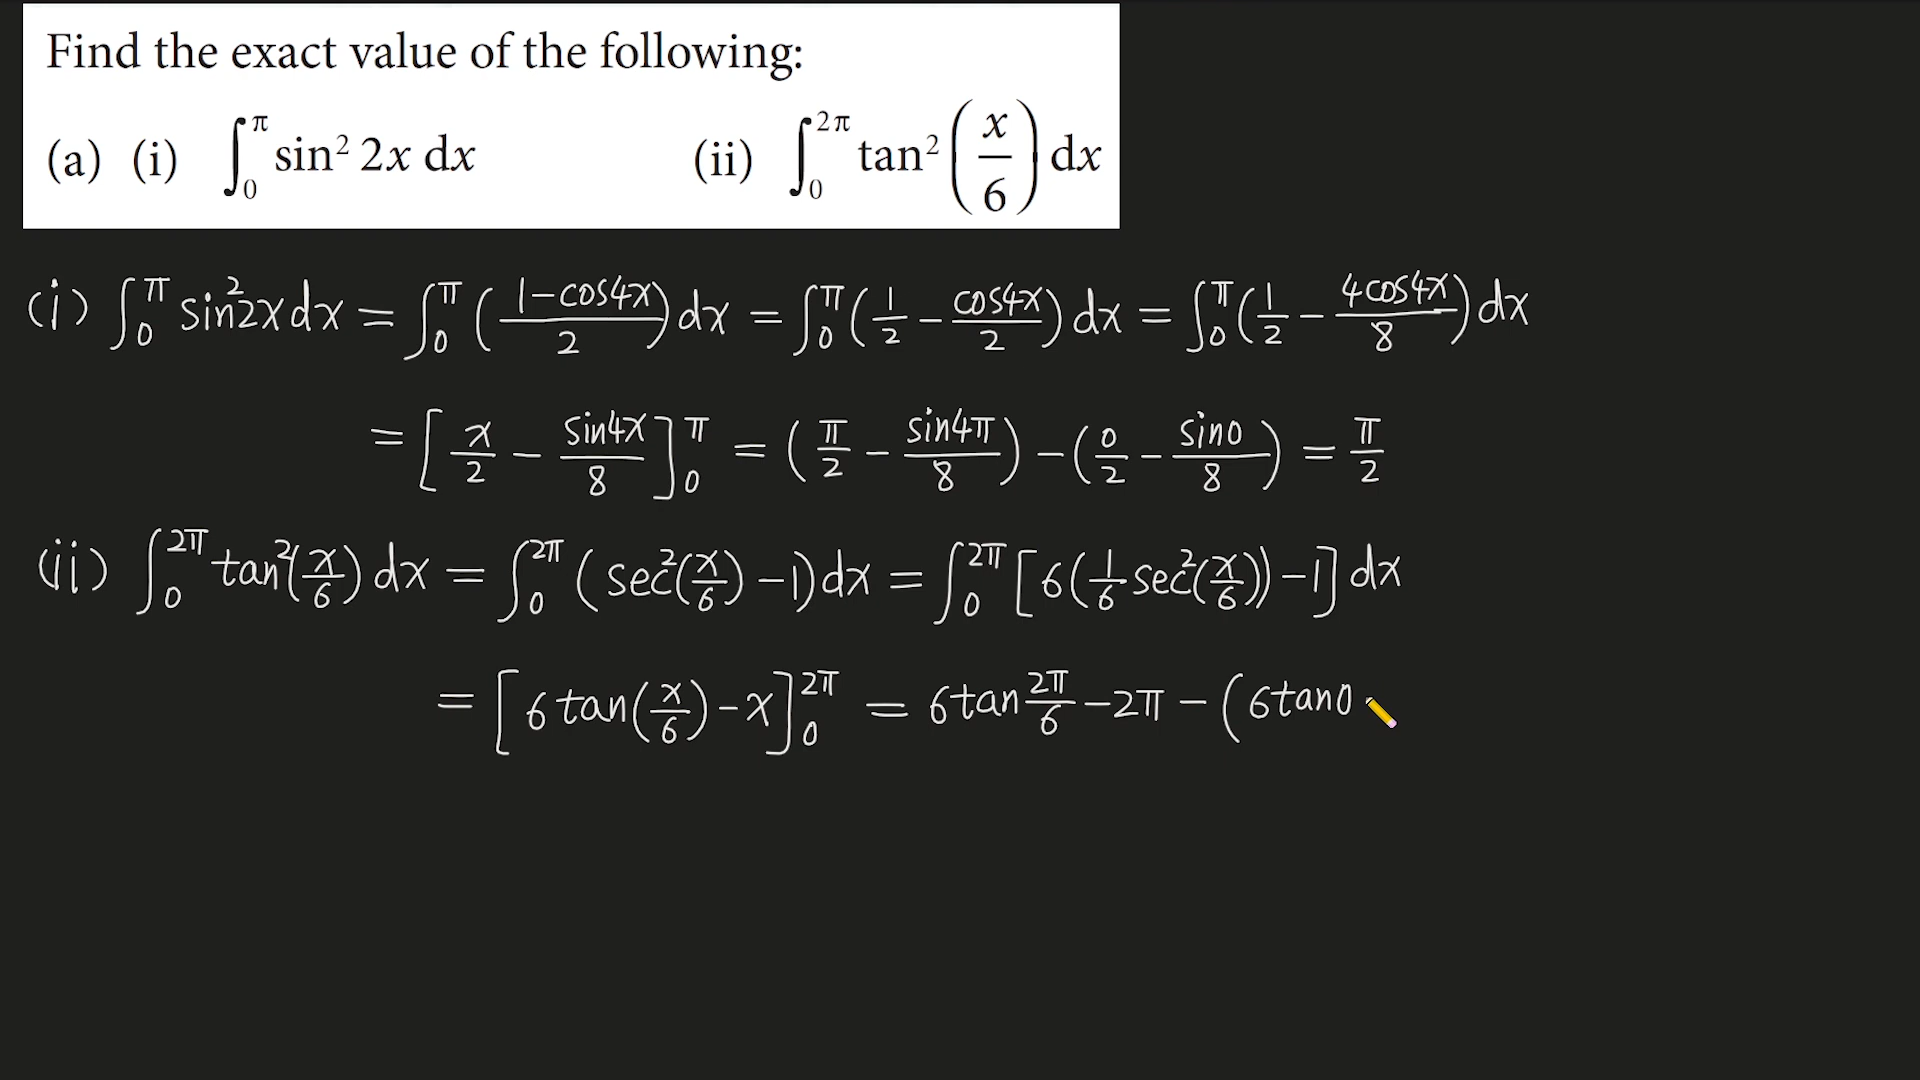 Find the exact value of the following:
(a) (i) ∫₀^π sin² 2x dx (ii) ∫₀^2π tan² (x/6) dx
(i) ∫₀^π sin²2x dx = ∫₀^π ((1-cos4x)/2) dx = ∫₀^π (1/2 - cos4x/2) dx = ∫₀^π (1/2 - 4cos4x/8) dx
= [x/2 - sin4x/8]₀^π = (π/2 - sin4π/8) - (0/2 - sin0/8) = π/2
(ii) ∫₀^2π tan²(x/6) dx = ∫₀^2π (sec²(x/6) - 1) dx = ∫₀^2π [6(1/6 sec²(x/6)) - 1] dx
= [6tan(x/6) - x]₀^2π = 6tan 2π/6 - 2π - (6tan0